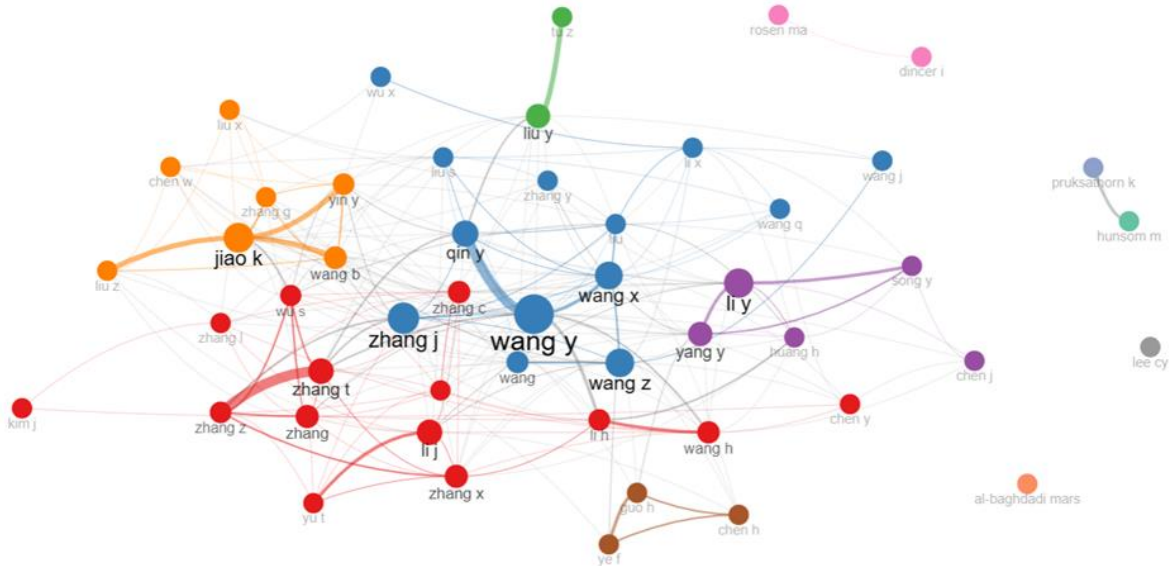 tu z
rosen ma
dincer i
wu x
liu x
liu y
liu s
li x
wang j
chen w
zhang g
yin y
zhang y
pruksathorn k
wang q
hunsom m
jiao k
qin y
liu
wang b
liu z
wang x
song y
wu s
zhang c
li y
zhang l
zhang j
wang y
yang y
huang h
wang
wang z
lee cy
chen j
zhang t
kim j
zhang z
zhang
li j
li h
wang h
chen y
zhang x
al-baghdadi mars
yu t
guo h
chen h
ye f